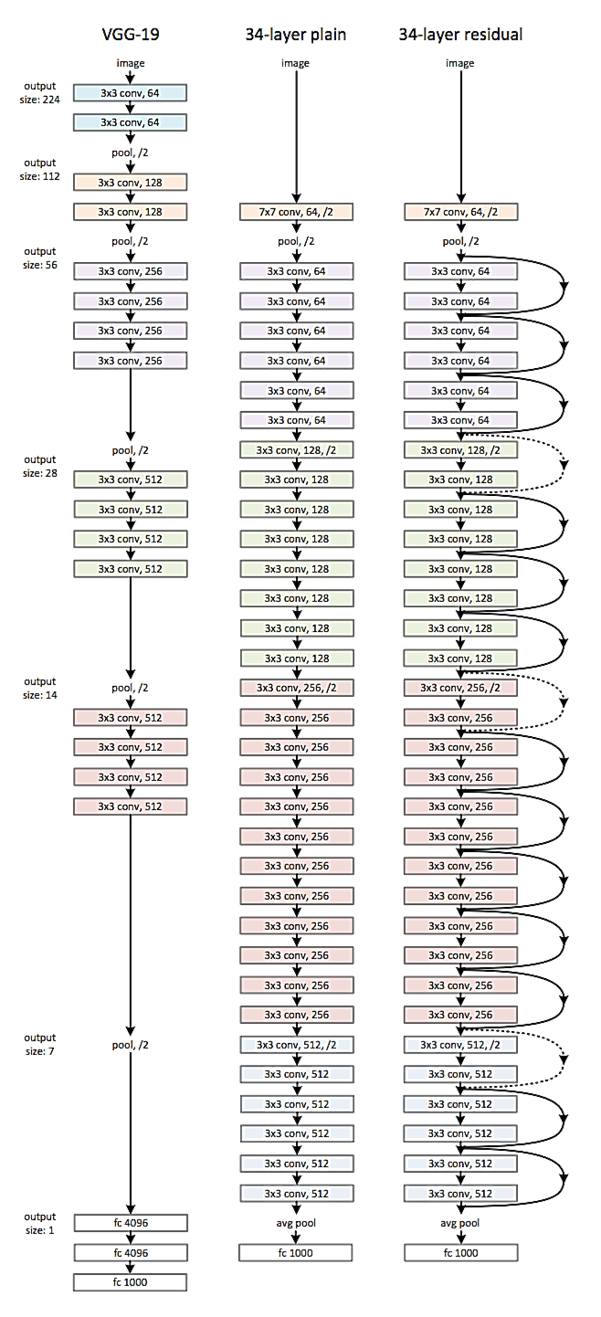 output
size: 224
output
size: 112
output
size: 56
output
size: 28
output
size: 14
output
size: 7
output
size: 1
VGG-19
image
3x3 conv, 64
3x3 conv, 64
pool, /2
3x3 conv, 128
3x3 conv, 128
pool, /2
3x3 conv, 256
3x3 conv, 256
3x3 conv, 256
3x3 conv, 256
pool, /2
3x3 conv, 512
3x3 conv, 512
3x3 conv, 512
3x3 conv, 512
pool, /2
3x3 conv, 512
3x3 conv, 512
3x3 conv, 512
3x3 conv, 512
pool, /2
fc 4096
fc 4096
fc 1000
34-layer plain
image
7x7 conv, 64, /2
pool, /2
3x3 conv, 64
3x3 conv, 64
3x3 conv, 64
3x3 conv, 64
3x3 conv, 64
3x3 conv, 64
3x3 conv, 128, /2
3x3 conv, 128
3x3 conv, 128
3x3 conv, 128
3x3 conv, 128
3x3 conv, 128
3x3 conv, 128
3x3 conv, 128
3x3 conv, 256, /2
3x3 conv, 256
3x3 conv, 256
3x3 conv, 256
3x3 conv, 256
3x3 conv, 256
3x3 conv, 256
3x3 conv, 256
3x3 conv, 256
3x3 conv, 256
3x3 conv, 256
3x3 conv, 256
3x3 conv, 512, /2
3x3 conv, 512
3x3 conv, 512
3x3 conv, 512
3x3 conv, 512
3x3 conv, 512
avg pool
fc 1000
34-layer residual
image
7x7 conv, 64, /2
pool, /2
3x3 conv, 64
3x3 conv, 64
3x3 conv, 64
3x3 conv, 64
3x3 conv, 64
3x3 conv, 64
3x3 conv, 128, /2
3x3 conv, 128
3x3 conv, 128
3x3 conv, 128
3x3 conv, 128
3x3 conv, 128
3x3 conv, 128
3x3 conv, 128
3x3 conv, 256, /2
3x3 conv, 256
3x3 conv, 256
3x3 conv, 256
3x3 conv, 256
3x3 conv, 256
3x3 conv, 256
3x3 conv, 256
3x3 conv, 256
3x3 conv, 256
3x3 conv, 256
3x3 conv, 256
3x3 conv, 512, /2
3x3 conv, 512
3x3 conv, 512
3x3 conv, 512
3x3 conv, 512
3x3 conv, 512
avg pool
fc 1000